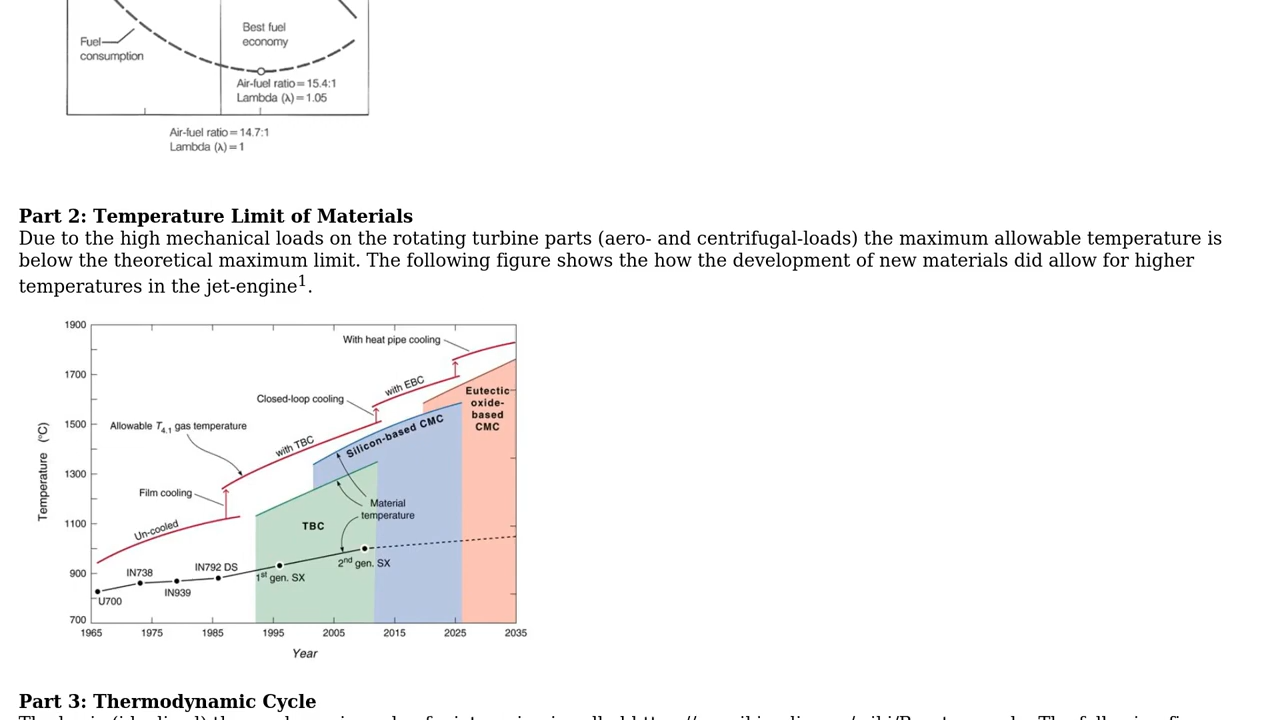 Fuel
consumption
Best fuel
economy
Air-fuel ratio=15.4:1
Lambda (λ)=1.05
Air-fuel ratio=14.7:1
Lambda (λ)=1
Part 2: Temperature Limit of Materials
Due to the high mechanical loads on the rotating turbine parts (aero- and centrifugal-loads) the maximum allowable temperature is
below the theoretical maximum limit. The following figure shows the how the development of new materials did allow for higher
temperatures in the jet-engine¹.
Temperature (°C)
1900
1700
1500
1300
1100
900
700
With heat pipe cooling
with EBC
Closed-loop cooling
Eutectic
oxide-
based
CMC
Allowable T4.1 gas temperature
with TBC
Silicon-based CMC
Film cooling
Material
temperature
Un-cooled
TBC
IN738
IN792 DS
2nd gen. SX
1st gen. SX
IN939
U700
1965 1975 1985 1995 2005 2015 2025 2035
Year
Part 3: Thermodynamic Cycle